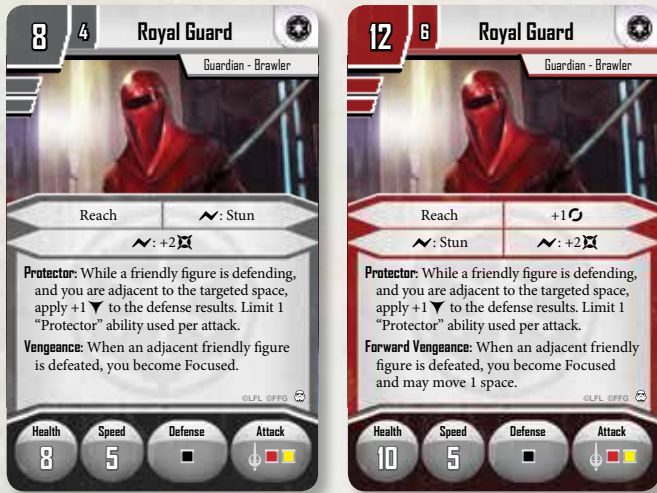 8 4 Royal Guard
Guardian - Brawler
Reach : Stun
: +2
Protector: While a friendly figure is defending,
and you are adjacent to the targeted space,
apply +1 to the defense results. Limit 1
“Protector” ability used per attack.
Vengeance: When an adjacent friendly figure
is defeated, you become Focused.
©LFL ©FFG
Health Speed Defense Attack
8 5
12 6 Royal Guard
Guardian - Brawler
Reach +1
: Stun : +2
Protector: While a friendly figure is defending,
and you are adjacent to the targeted space,
apply +1 to the defense results. Limit 1
“Protector” ability used per attack.
Forward Vengeance: When an adjacent friendly
figure is defeated, you become Focused
and may move 1 space.
©LFL ©FFG
Health Speed Defense Attack
10 5